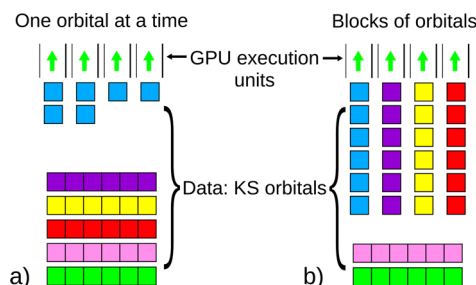 One orbital at a time
Blocks of orbitals
GPU execution
units
Data: KS orbitals
a)
b)